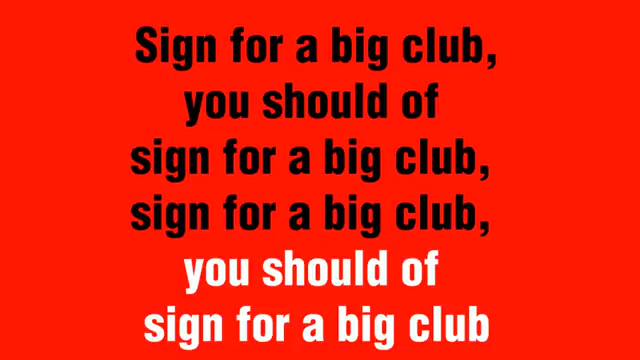 Sign for a big club,
you should of
sign for a big club,
sign for a big club,
you should of
sign for a big club